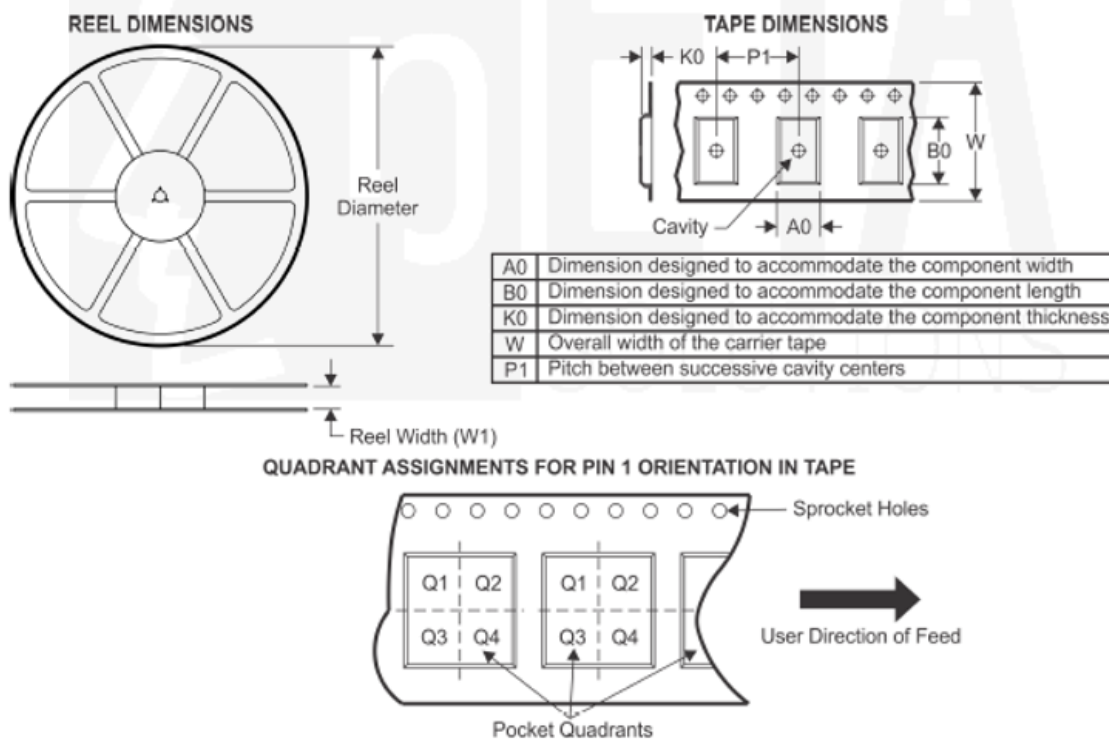 REEL DIMENSIONS
Reel
Diameter
Reel Width (W1)
TAPE DIMENSIONS
K0
P1
B0
W
Cavity
A0
A0 Dimension designed to accommodate the component width
B0 Dimension designed to accommodate the component length
K0 Dimension designed to accommodate the component thickness
W Overall width of the carrier tape
P1 Pitch between successive cavity centers
SOLUTIONS
QUADRANT ASSIGNMENTS FOR PIN 1 ORIENTATION IN TAPE
Sprocket Holes
Q1 Q2 Q1 Q2
Q3 Q4 Q3 Q4
User Direction of Feed
Pocket Quadrants